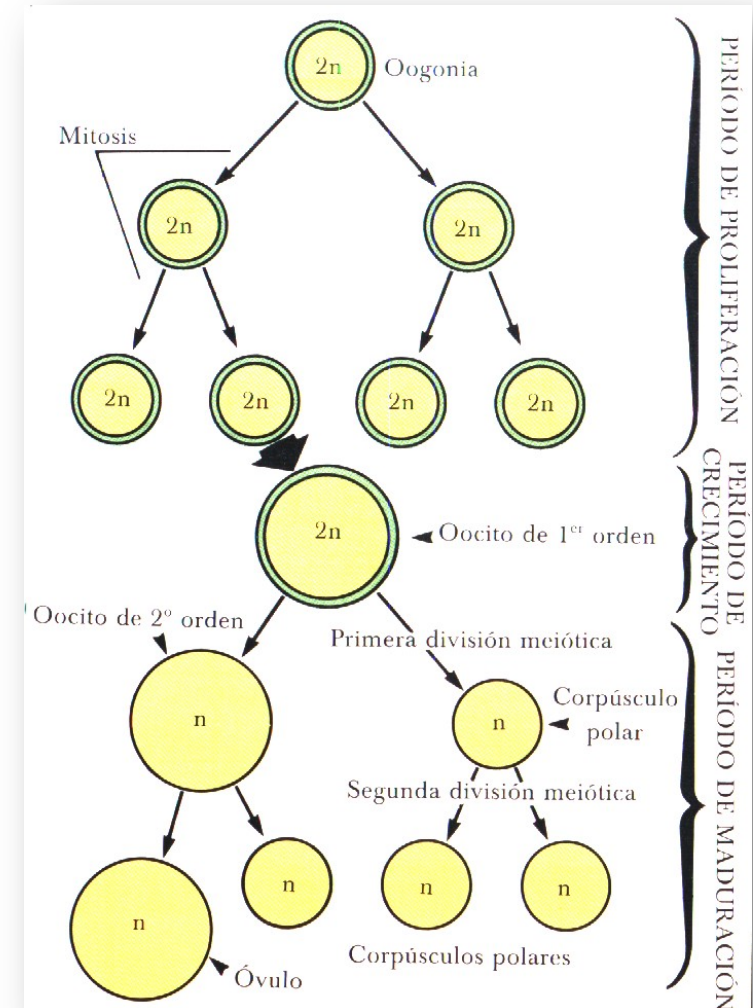 2n
Oogonia
Mitosis
2n
2n
2n
2n
2n
2n
PERÍODO DE PROLIFERACIÓN
2n
Oocito de 1er orden
PERÍODO DE
CRECIMIENTO
Oocito de 2º orden
Primera división meiótica
n
n
Corpúsculo
polar
Segunda división meiótica
n
n
n
n
Corpúsculos polares
Óvulo
PERÍODO DE MADURACIÓN